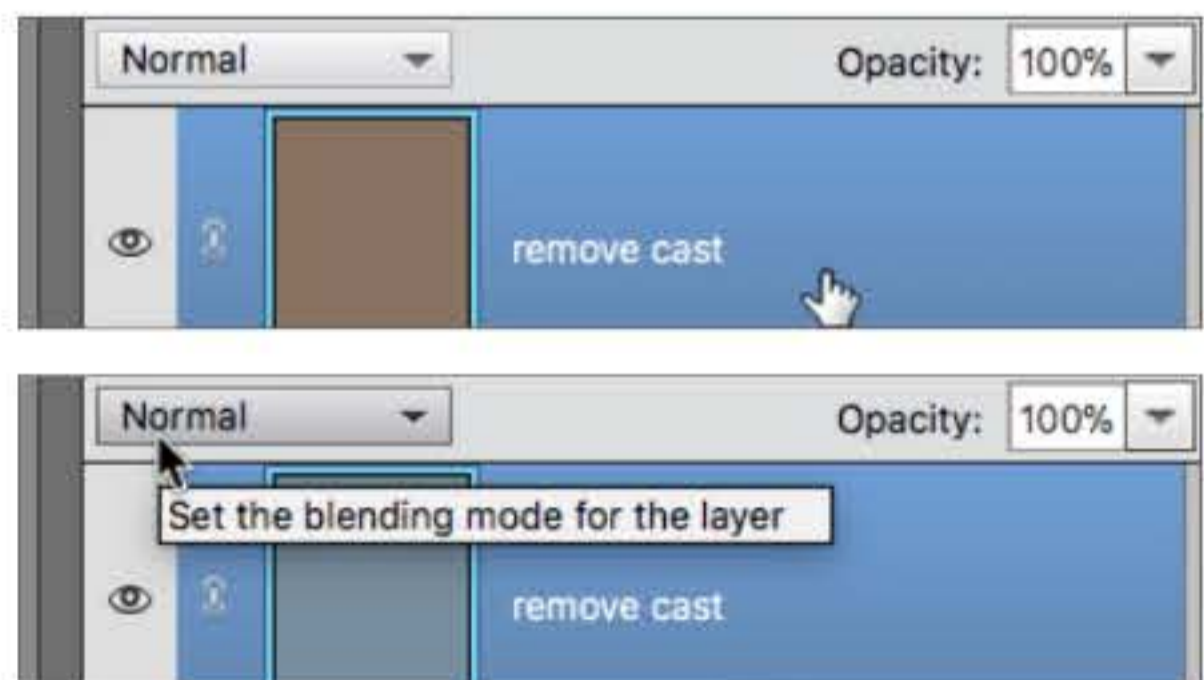 Normal Opacity: 100%
remove cast
Normal Opacity: 100%
Set the blending mode for the layer
remove cast